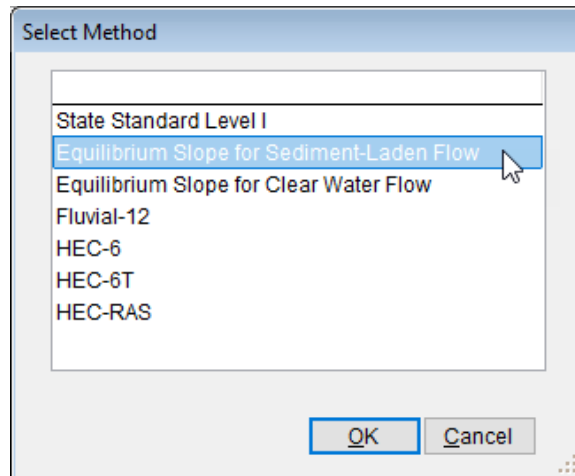 Select Method
State Standard Level I
Equilibrium Slope for Sediment-Laden Flow
Equilibrium Slope for Clear Water Flow
Fluvial-12
HEC-6
HEC-6T
HEC-RAS
OK Cancel